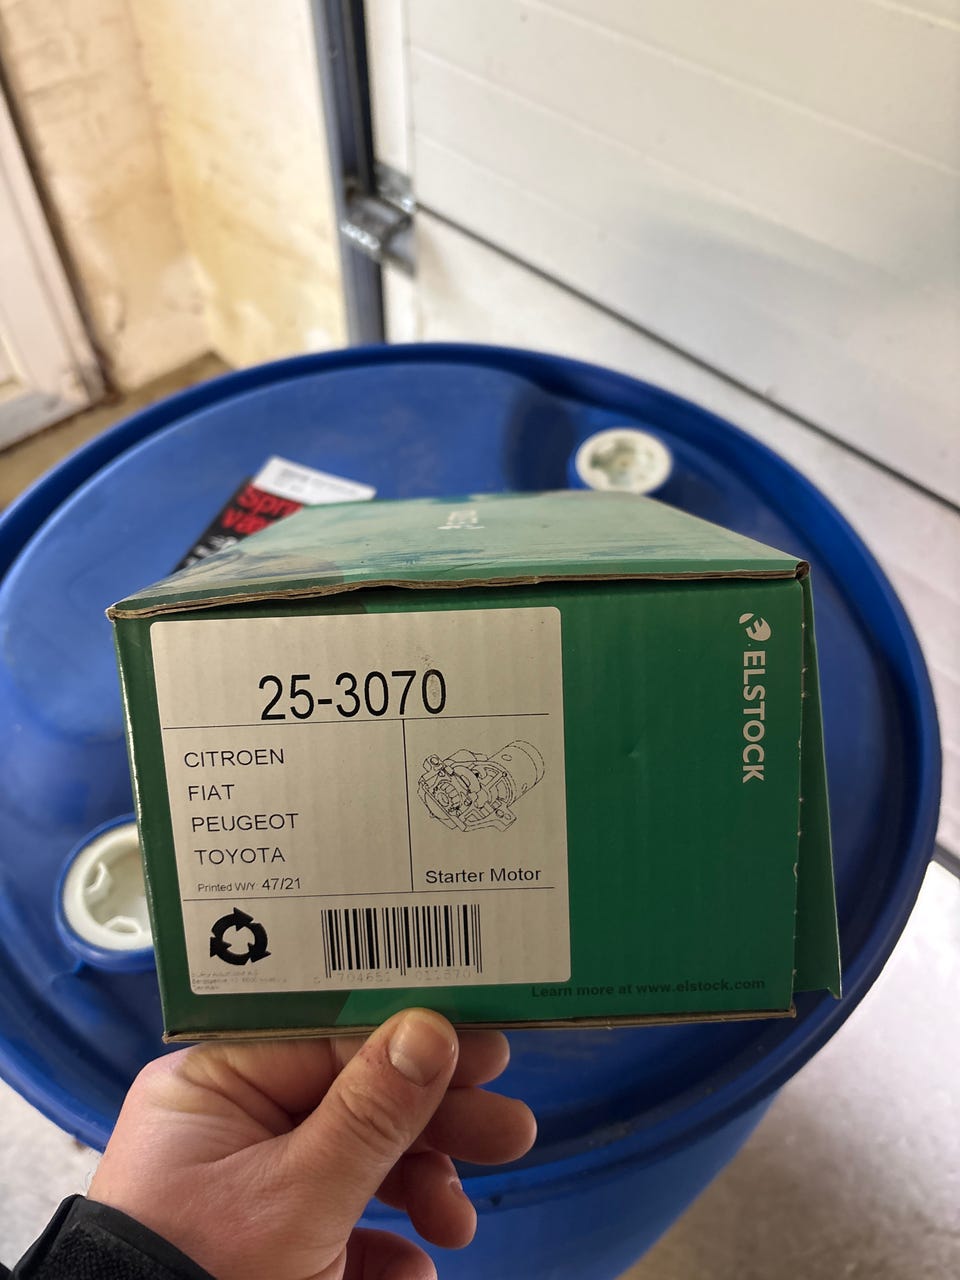 25-3070
CITROEN
FIAT
PEUGEOT
TOYOTA
Printed W/Y: 47/21
Starter Motor
ELSTOCK
Learn more at www.elstock.com